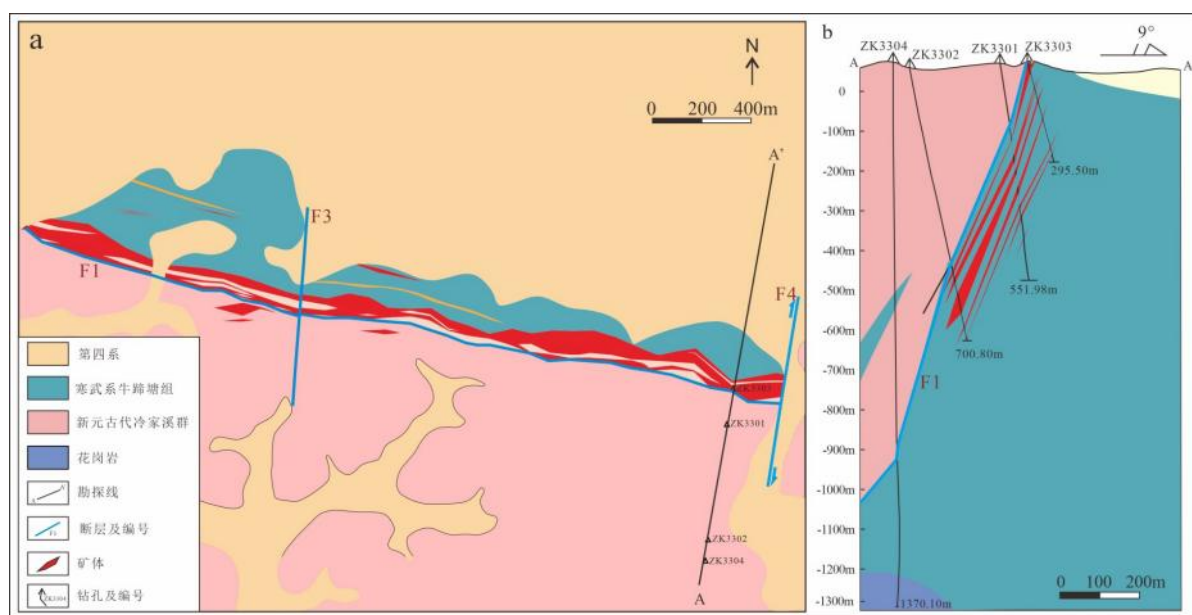 a
N
0 200 400m
A'
F3
F1
F4
ZK3303
ZK3301
ZK3302
ZK3304
A
第四系
寒武系牛蹄塘组
新元古代冷家溪群
花岗岩
勘探线
断层及编号
F1
矿体
钻孔及编号
ZK3304
b
ZK3304
ZK3302
ZK3301
ZK3303
9°
A
A
0
-100m
-200m
-300m
-400m
-500m
-600m
-700m
-800m
-900m
-1000m
-1100m
-1200m
-1300m
295.50m
551.98m
700.80m
F1
1370.10m
0 100 200m